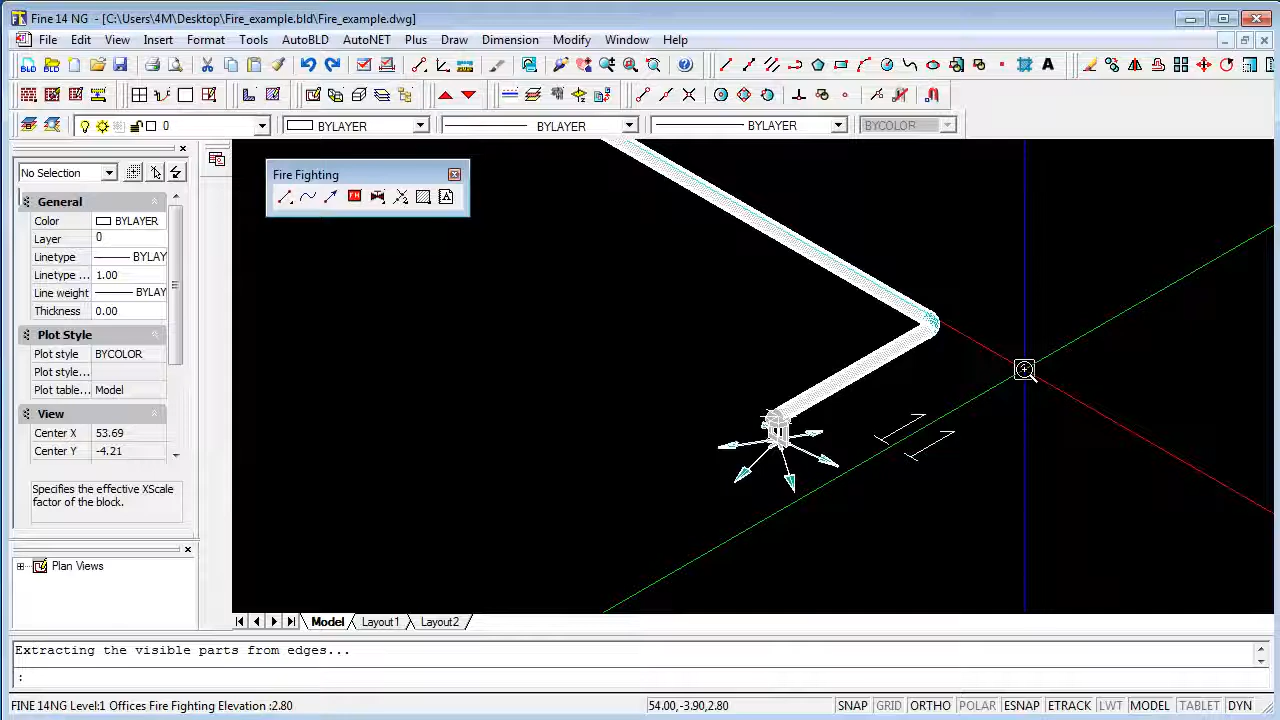 Fine 14 NG - [C:\Users\4M\Desktop\Fire_example.bld\Fire_example.dwg]
File Edit View Insert Format Tools AutoBLD AutoNET Plus Draw Dimension Modify Window Help
BLD BLD A
0 BYLAYER BYLAYER BYLAYER BYCOLOR
No Selection
Fire Fighting
FH A
General
Color BYLAYER
Layer 0
Linetype BYLAY
Linetype ... 1.00
Line weight BYLAY
Thickness 0.00
Plot Style
Plot style BYCOLOR
Plot style...
Plot table... Model
View
Center X 53.69
Center Y -4.21
Specifies the effective XScale
factor of the block.
Plan Views
Model Layout1 Layout2
Extracting the visible parts from edges...
:
FINE 14NG Level:1 Offices Fire Fighting Elevation :2.80 54.00,-3.90,2.80 SNAP GRID ORTHO POLAR ESNAP ETRACK LWT MODEL TABLET DYN